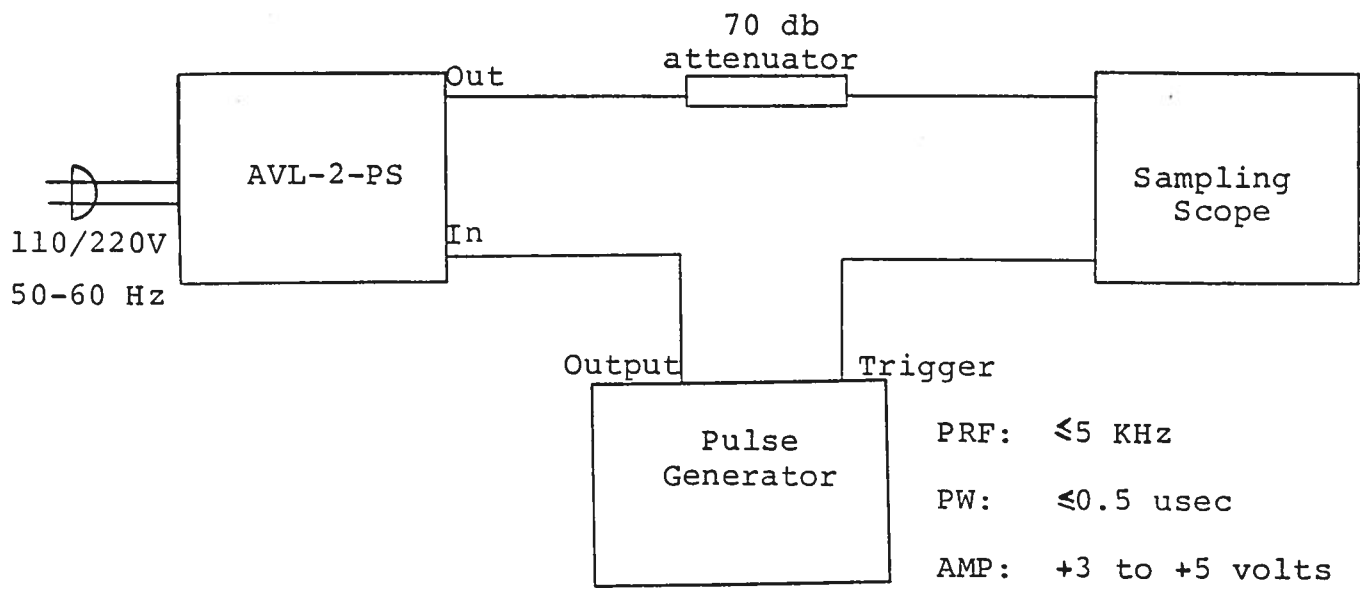 70 db
attenuator
Out
AVL-2-PS
Sampling
Scope
In
110/220V
50-60 Hz
Output
Trigger
Pulse
Generator
PRF: ≤5 KHz
PW: ≤0.5 usec
AMP: +3 to +5 volts